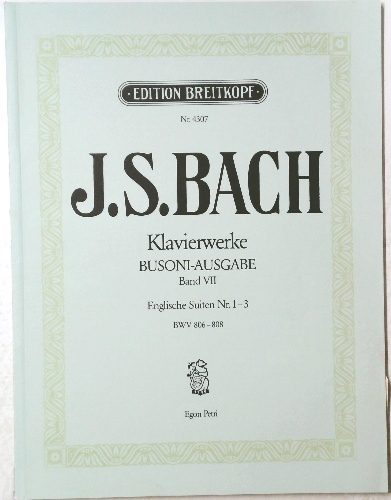 EDITION BREITKOPF
Nr. 4307
J.S.BACH
Klavierwerke
BUSONI-AUSGABE
Band VII
Englische Suiten Nr. 1–3
BWV 806–808
Egon Petri